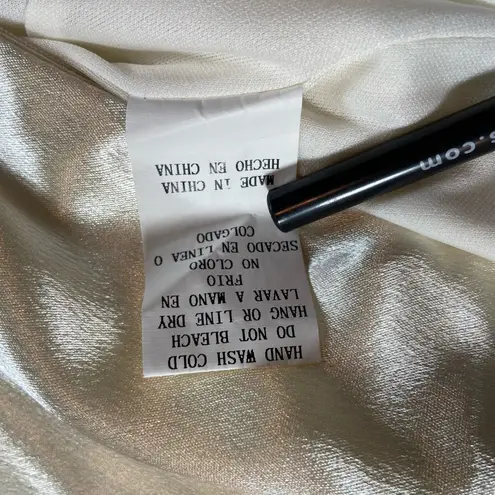 HAND WASH COLD
DO NOT BLEACH
HANG OR LINE DRY
LAVAR A MANO EN
FRIO
NO CLORO
SECADO EN LINEA O
COLGADO
MADE IN CHINA
HECHO EN CHINA
s.com